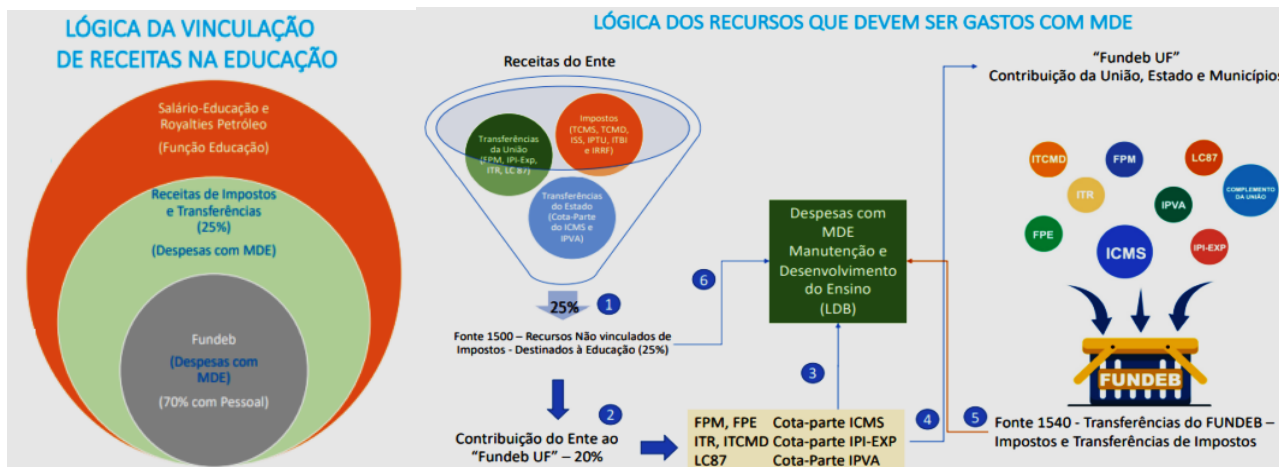 LÓGICA DA VINCULAÇÃO
DE RECEITAS NA EDUCAÇÃO
Salário-Educação e
Royalties Petróleo
(Função Educação)
Receitas de Impostos
e Transferências
(25%)
(Despesas com MDE)
Fundeb
(Despesas com
MDE)
(70% com Pessoal)
LÓGICA DOS RECURSOS QUE DEVEM SER GASTOS COM MDE
Receitas do Ente
Transferências
da União
(FPM, IPI-Exp,
ITR, LC 87)
Impostos
(TCMS, TCMD,
ISS, IPTU, ITBI
e IRRF)
Transferências
do Estado
(Cota-Parte
do ICMS e
IPVA)
25%
1
Fonte 1500 – Recursos Não vinculados de
Impostos - Destinados à Educação (25%)
2
Contribuição do Ente ao
“Fundeb UF” – 20%
FPM, FPE Cota-parte ICMS
ITR, ITCMD Cota-parte IPI-EXP
LC87 Cota-Parte IPVA
6
3
4
5
Despesas com
MDE
Manutenção e
Desenvolvimento
do Ensino
(LDB)
“Fundeb UF”
Contribuição da União, Estado e Municípios
ITCMD
FPM
LC87
ITR
IPVA
COMPLEMENTO
DA UNIÃO
FPE
ICMS
IPI-EXP
FUNDEB
Fonte 1540 - Transferências do FUNDEB –
Impostos e Transferências de Impostos